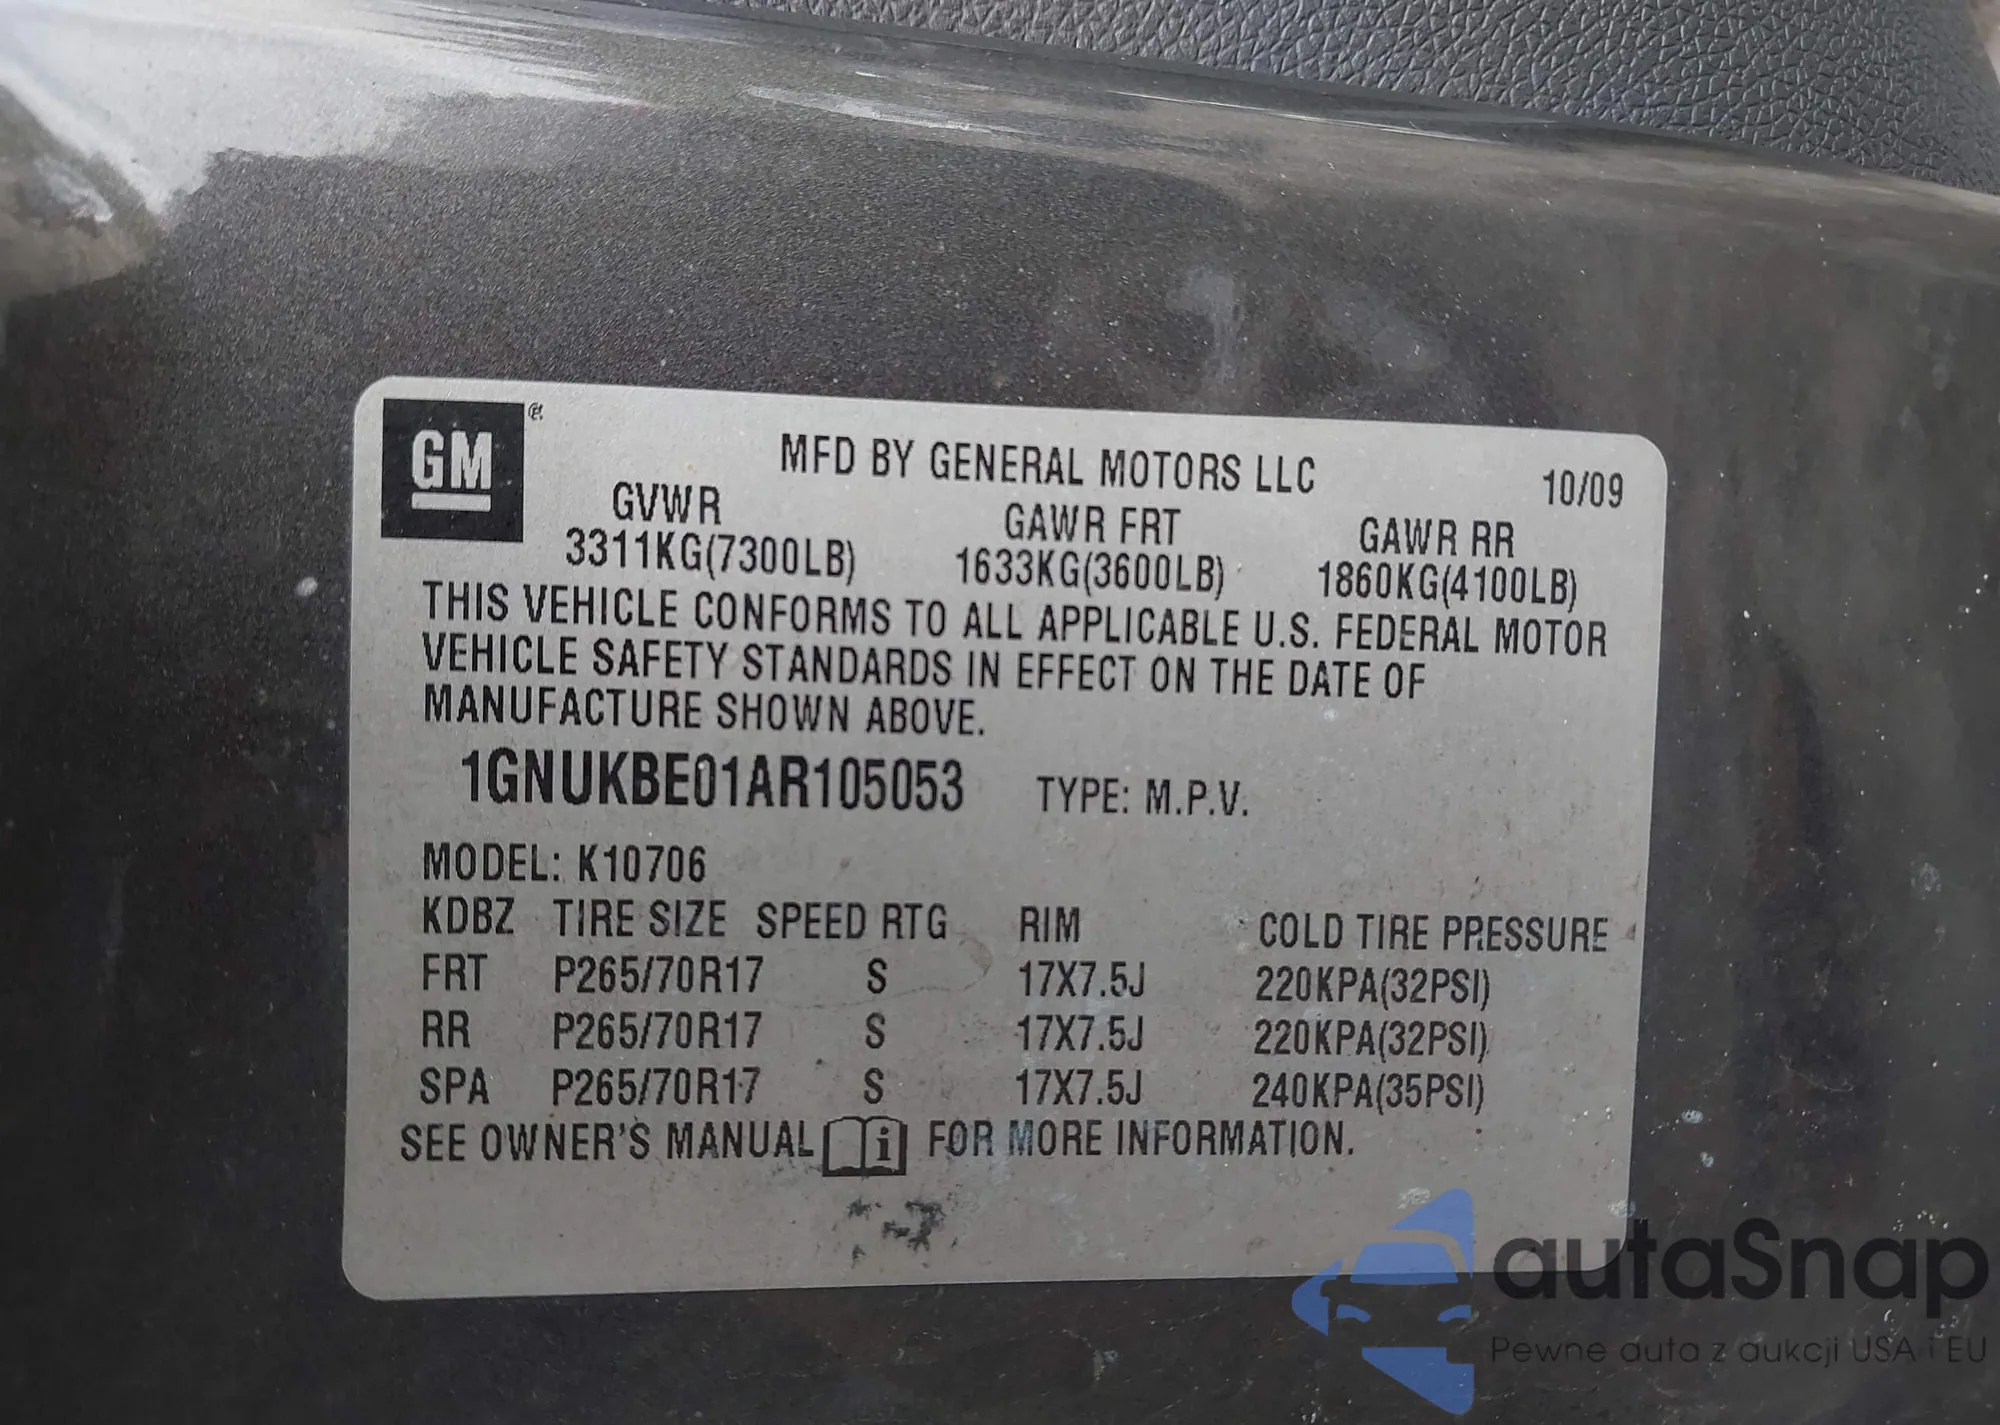 GM ®
MFD BY GENERAL MOTORS LLC 10/09
GVWR GAWR FRT GAWR RR
3311KG(7300LB) 1633KG(3600LB) 1860KG(4100LB)
THIS VEHICLE CONFORMS TO ALL APPLICABLE U.S. FEDERAL MOTOR
VEHICLE SAFETY STANDARDS IN EFFECT ON THE DATE OF
MANUFACTURE SHOWN ABOVE.
1GNUKBE01AR105053 TYPE: M.P.V.
MODEL: K10706
KDBZ TIRE SIZE SPEED RTG RIM COLD TIRE PRESSURE
FRT P265/70R17 S 17X7.5J 220KPA(32PSI)
RR P265/70R17 S 17X7.5J 220KPA(32PSI)
SPA P265/70R17 S 17X7.5J 240KPA(35PSI)
SEE OWNER'S MANUAL i FOR MORE INFORMATION.
autaSnap
Pewne auta z aukcji USA i EU